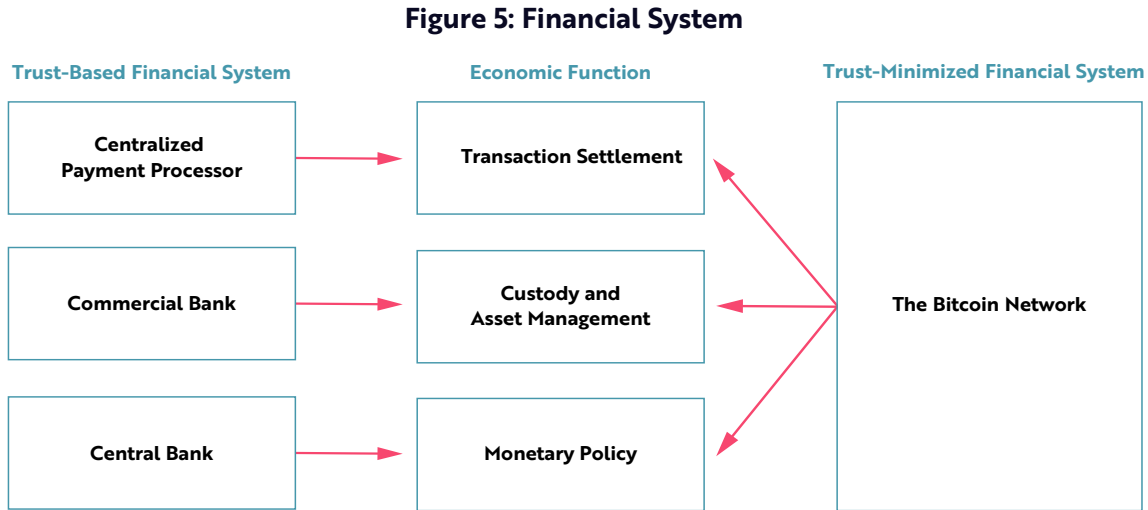 Figure 5: Financial System
Trust-Based Financial System
Economic Function
Trust-Minimized Financial System
Centralized
Payment Processor
Transaction Settlement
Commercial Bank
Custody and
Asset Management
The Bitcoin Network
Central Bank
Monetary Policy